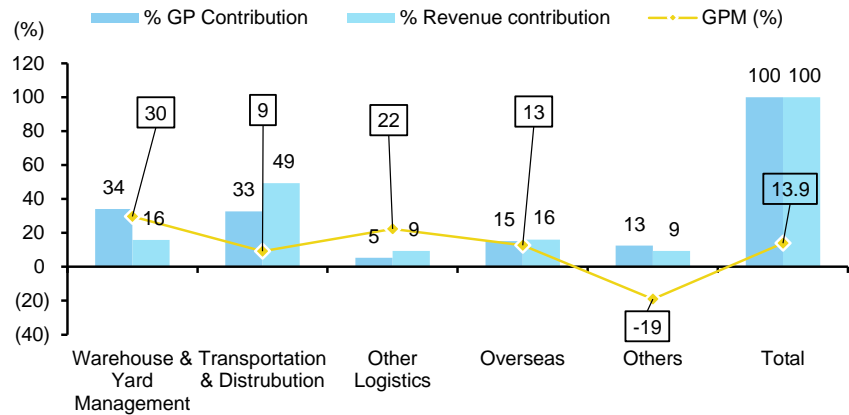 (%)
% GP Contribution
% Revenue contribution
GPM (%)
120
100
80
60
40
20
0
(20)
(40)
34
16
30
33
49
9
5
9
22
15
16
13
13
9
-19
100
100
13.9
Warehouse &
Yard
Management
Transportation
& Distrubution
Other
Logistics
Overseas
Others
Total